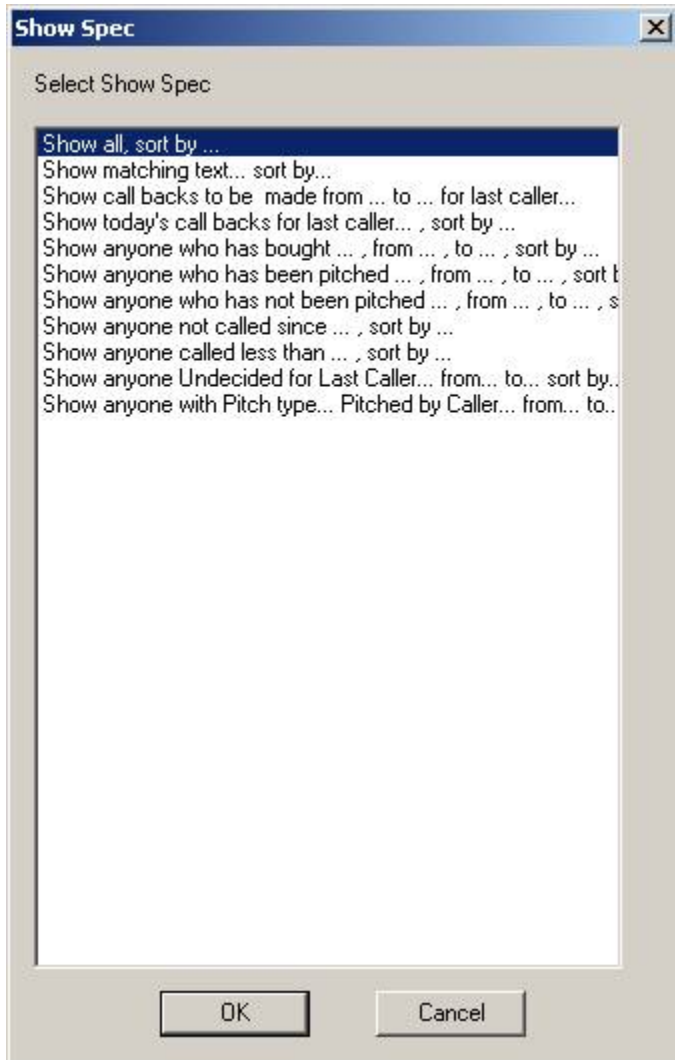 Show Spec
Select Show Spec
Show all, sort by ...
Show matching text... sort by...
Show call backs to be  made from ... to ... for last caller...
Show today's call backs for last caller... , sort by ...
Show anyone who has bought ... , from ... , to ... , sort by ...
Show anyone who has been pitched ... , from ... , to ... , sort
Show anyone who has not been pitched ... , from ... , to ... , s
Show anyone not called since ... , sort by ...
Show anyone called less than ... , sort by ...
Show anyone Undecided for Last Caller... from... to... sort by..
Show anyone with Pitch type... Pitched by Caller... from... to..
OK
Cancel